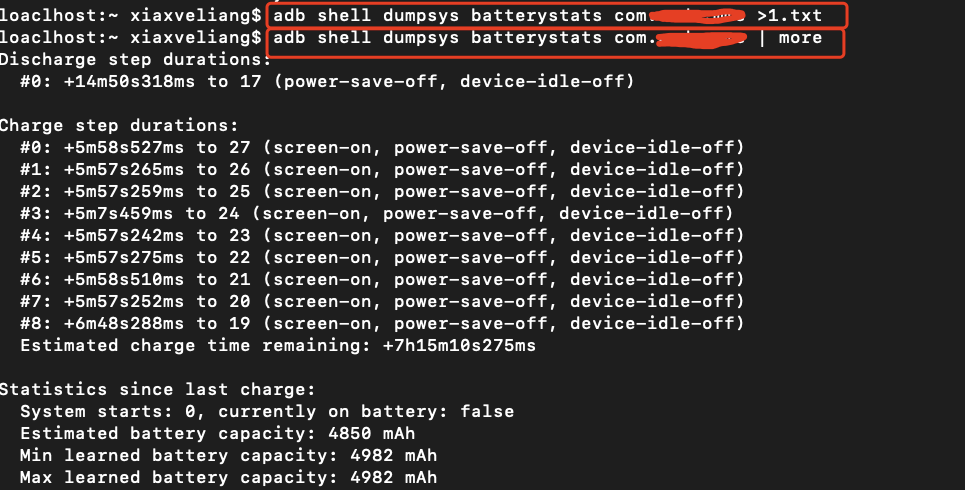 loaclhost:~ xiaxveliang$ adb shell dumpsys batterystats com. >1.txt
loaclhost:~ xiaxveliang$ adb shell dumpsys batterystats com. | more
Discharge step durations:
#0: +14m50s318ms to 17 (power-save-off, device-idle-off)
Charge step durations:
#0: +5m58s527ms to 27 (screen-on, power-save-off, device-idle-off)
#1: +5m57s265ms to 26 (screen-on, power-save-off, device-idle-off)
#2: +5m57s259ms to 25 (screen-on, power-save-off, device-idle-off)
#3: +5m7s459ms to 24 (screen-on, power-save-off, device-idle-off)
#4: +5m57s242ms to 23 (screen-on, power-save-off, device-idle-off)
#5: +5m57s275ms to 22 (screen-on, power-save-off, device-idle-off)
#6: +5m58s510ms to 21 (screen-on, power-save-off, device-idle-off)
#7: +5m57s252ms to 20 (screen-on, power-save-off, device-idle-off)
#8: +6m48s288ms to 19 (screen-on, power-save-off, device-idle-off)
Estimated charge time remaining: +7h15m10s275ms
Statistics since last charge:
System starts: 0, currently on battery: false
Estimated battery capacity: 4850 mAh
Min learned battery capacity: 4982 mAh
Max learned battery capacity: 4982 mAh